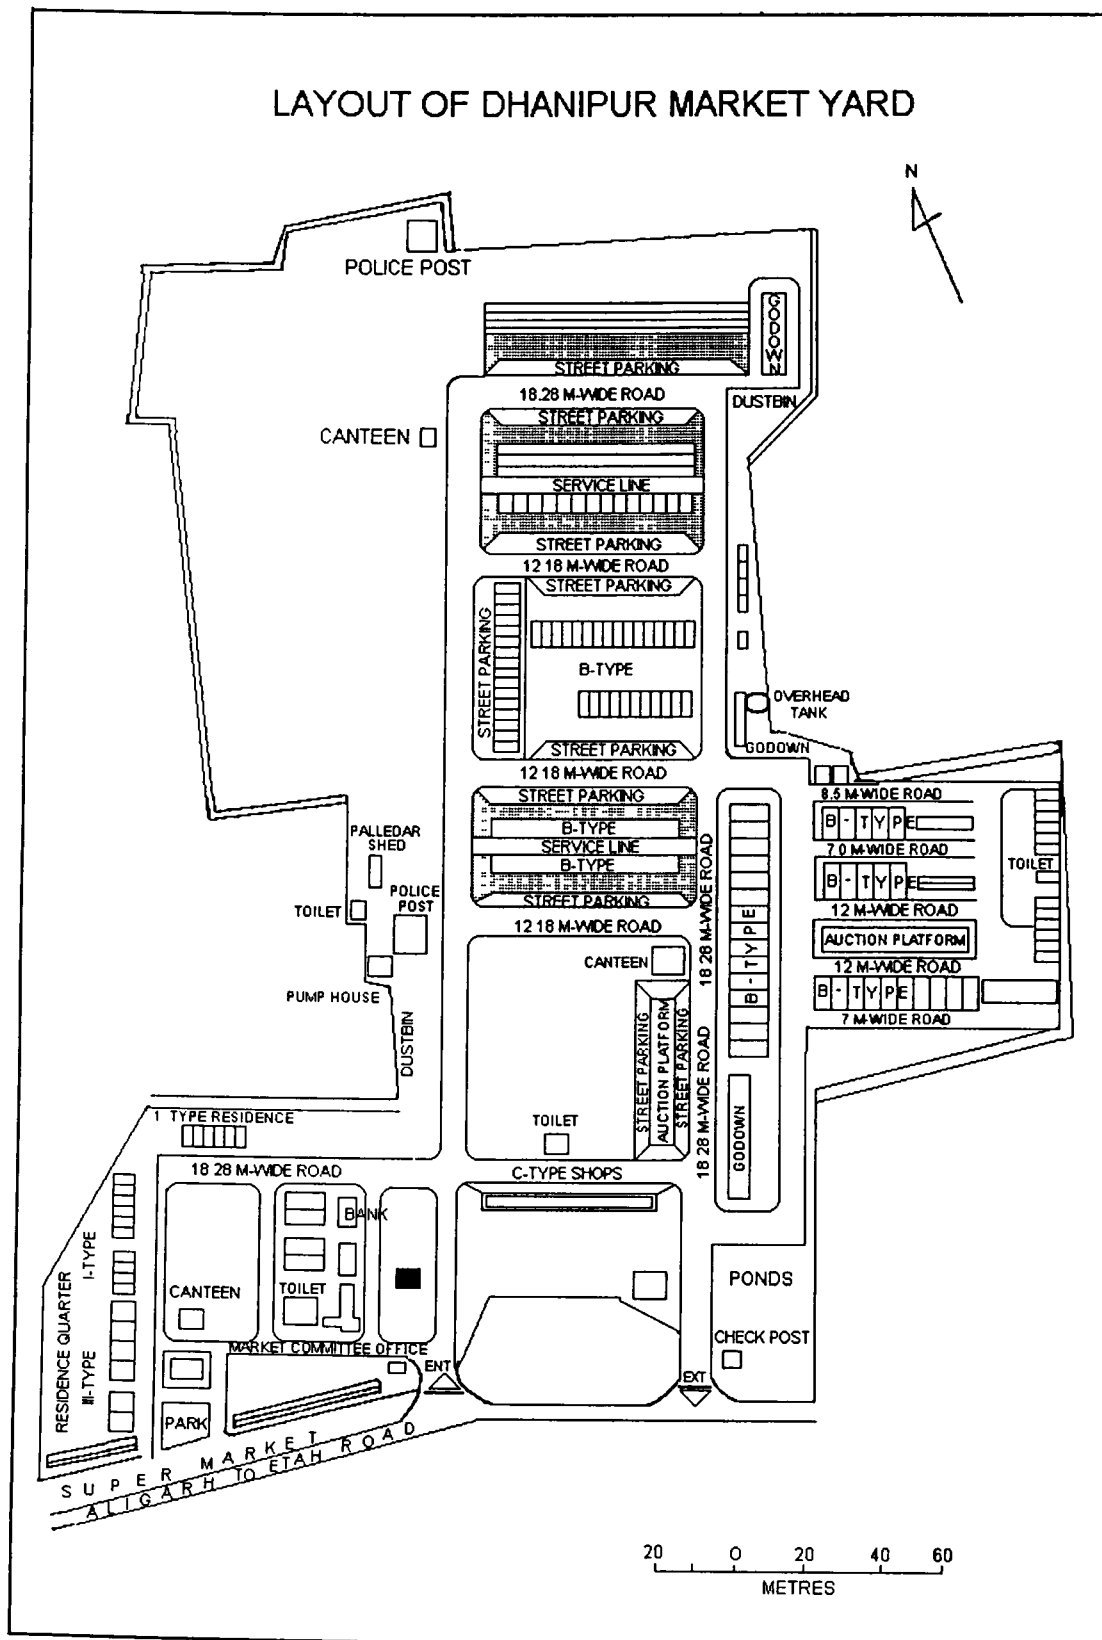 LAYOUT OF DHANIPUR MARKET YARD
N
POLICE POST
GODOWN
STREET PARKING
18.28 M-WIDE ROAD
DUSTBIN
STREET PARKING
CANTEEN
SERVICE LINE
STREET PARKING
12 18 M-WIDE ROAD
STREET PARKING
STREET PARKING
B-TYPE
OVERHEAD
TANK
STREET PARKING
GODOWN
12 18 M-WIDE ROAD
8.5 M-WIDE ROAD
STREET PARKING
B-TYPE
B-TYPE
SERVICE LINE
B-TYPE
STREET PARKING
18 28 M-WIDE ROAD
7.0 M-WIDE ROAD
TOILET
B-TYPE
12 M-WIDE ROAD
PALLEDAR
SHED
POLICE
POST
TOILET
12 18 M-WIDE ROAD
B-TYPE
AUCTION PLATFORM
CANTEEN
12 M-WIDE ROAD
B-TYPE
7 M-WIDE ROAD
PUMP HOUSE
DUSTBIN
STREET PARKING
AUCTION PLATFORM
STREET PARKING
18 28 M-WIDE ROAD
GODOWN
TOILET
1 TYPE RESIDENCE
18 28 M-WIDE ROAD
C-TYPE SHOPS
BANK
I-TYPE
RESIDENCE QUARTER
III-TYPE
CANTEEN
TOILET
PONDS
CHECK POST
MARKET COMMITTEE OFFICE
ENT
EXT
PARK
SUPER MARKET
ALIGARH TO ETAH ROAD
20 0 20 40 60
METRES